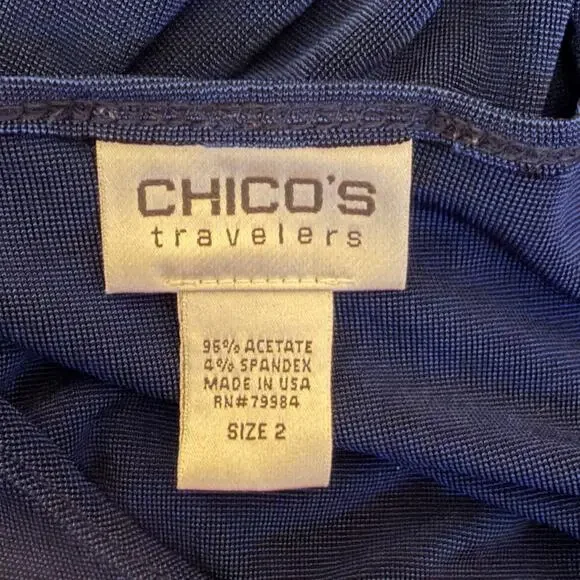 CHICO'S
travelers
96% ACETATE
4% SPANDEX
MADE IN USA
RN#79984
SIZE 2